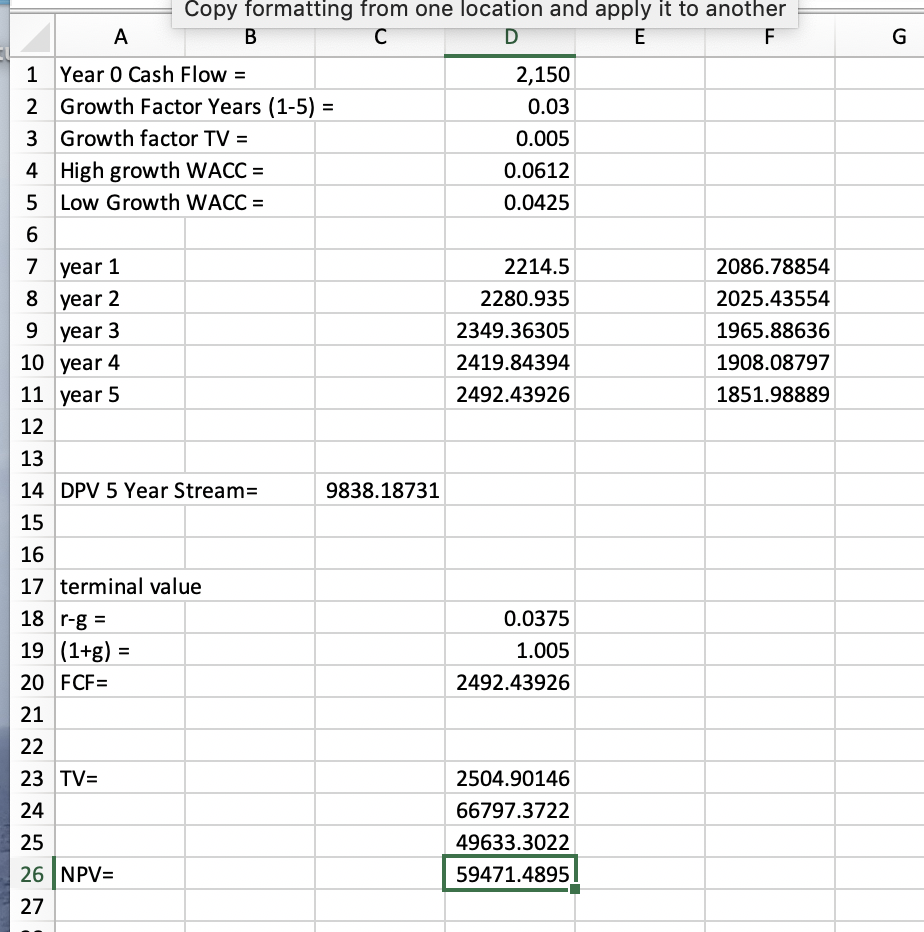 Copy formatting from one location and apply it to another
A B C D E F G
1 Year 0 Cash Flow = 2,150
2 Growth Factor Years (1-5) = 0.03
3 Growth factor TV = 0.005
4 High growth WACC = 0.0612
5 Low Growth WACC = 0.0425
6
7 year 1 2214.5 2086.78854
8 year 2 2280.935 2025.43554
9 year 3 2349.36305 1965.88636
10 year 4 2419.84394 1908.08797
11 year 5 2492.43926 1851.98889
12
13
14 DPV 5 Year Stream= 9838.18731
15
16
17 terminal value
18 r-g = 0.0375
19 (1+g) = 1.005
20 FCF= 2492.43926
21
22
23 TV= 2504.90146
24 66797.3722
25 49633.3022
26 NPV= 59471.4895
27